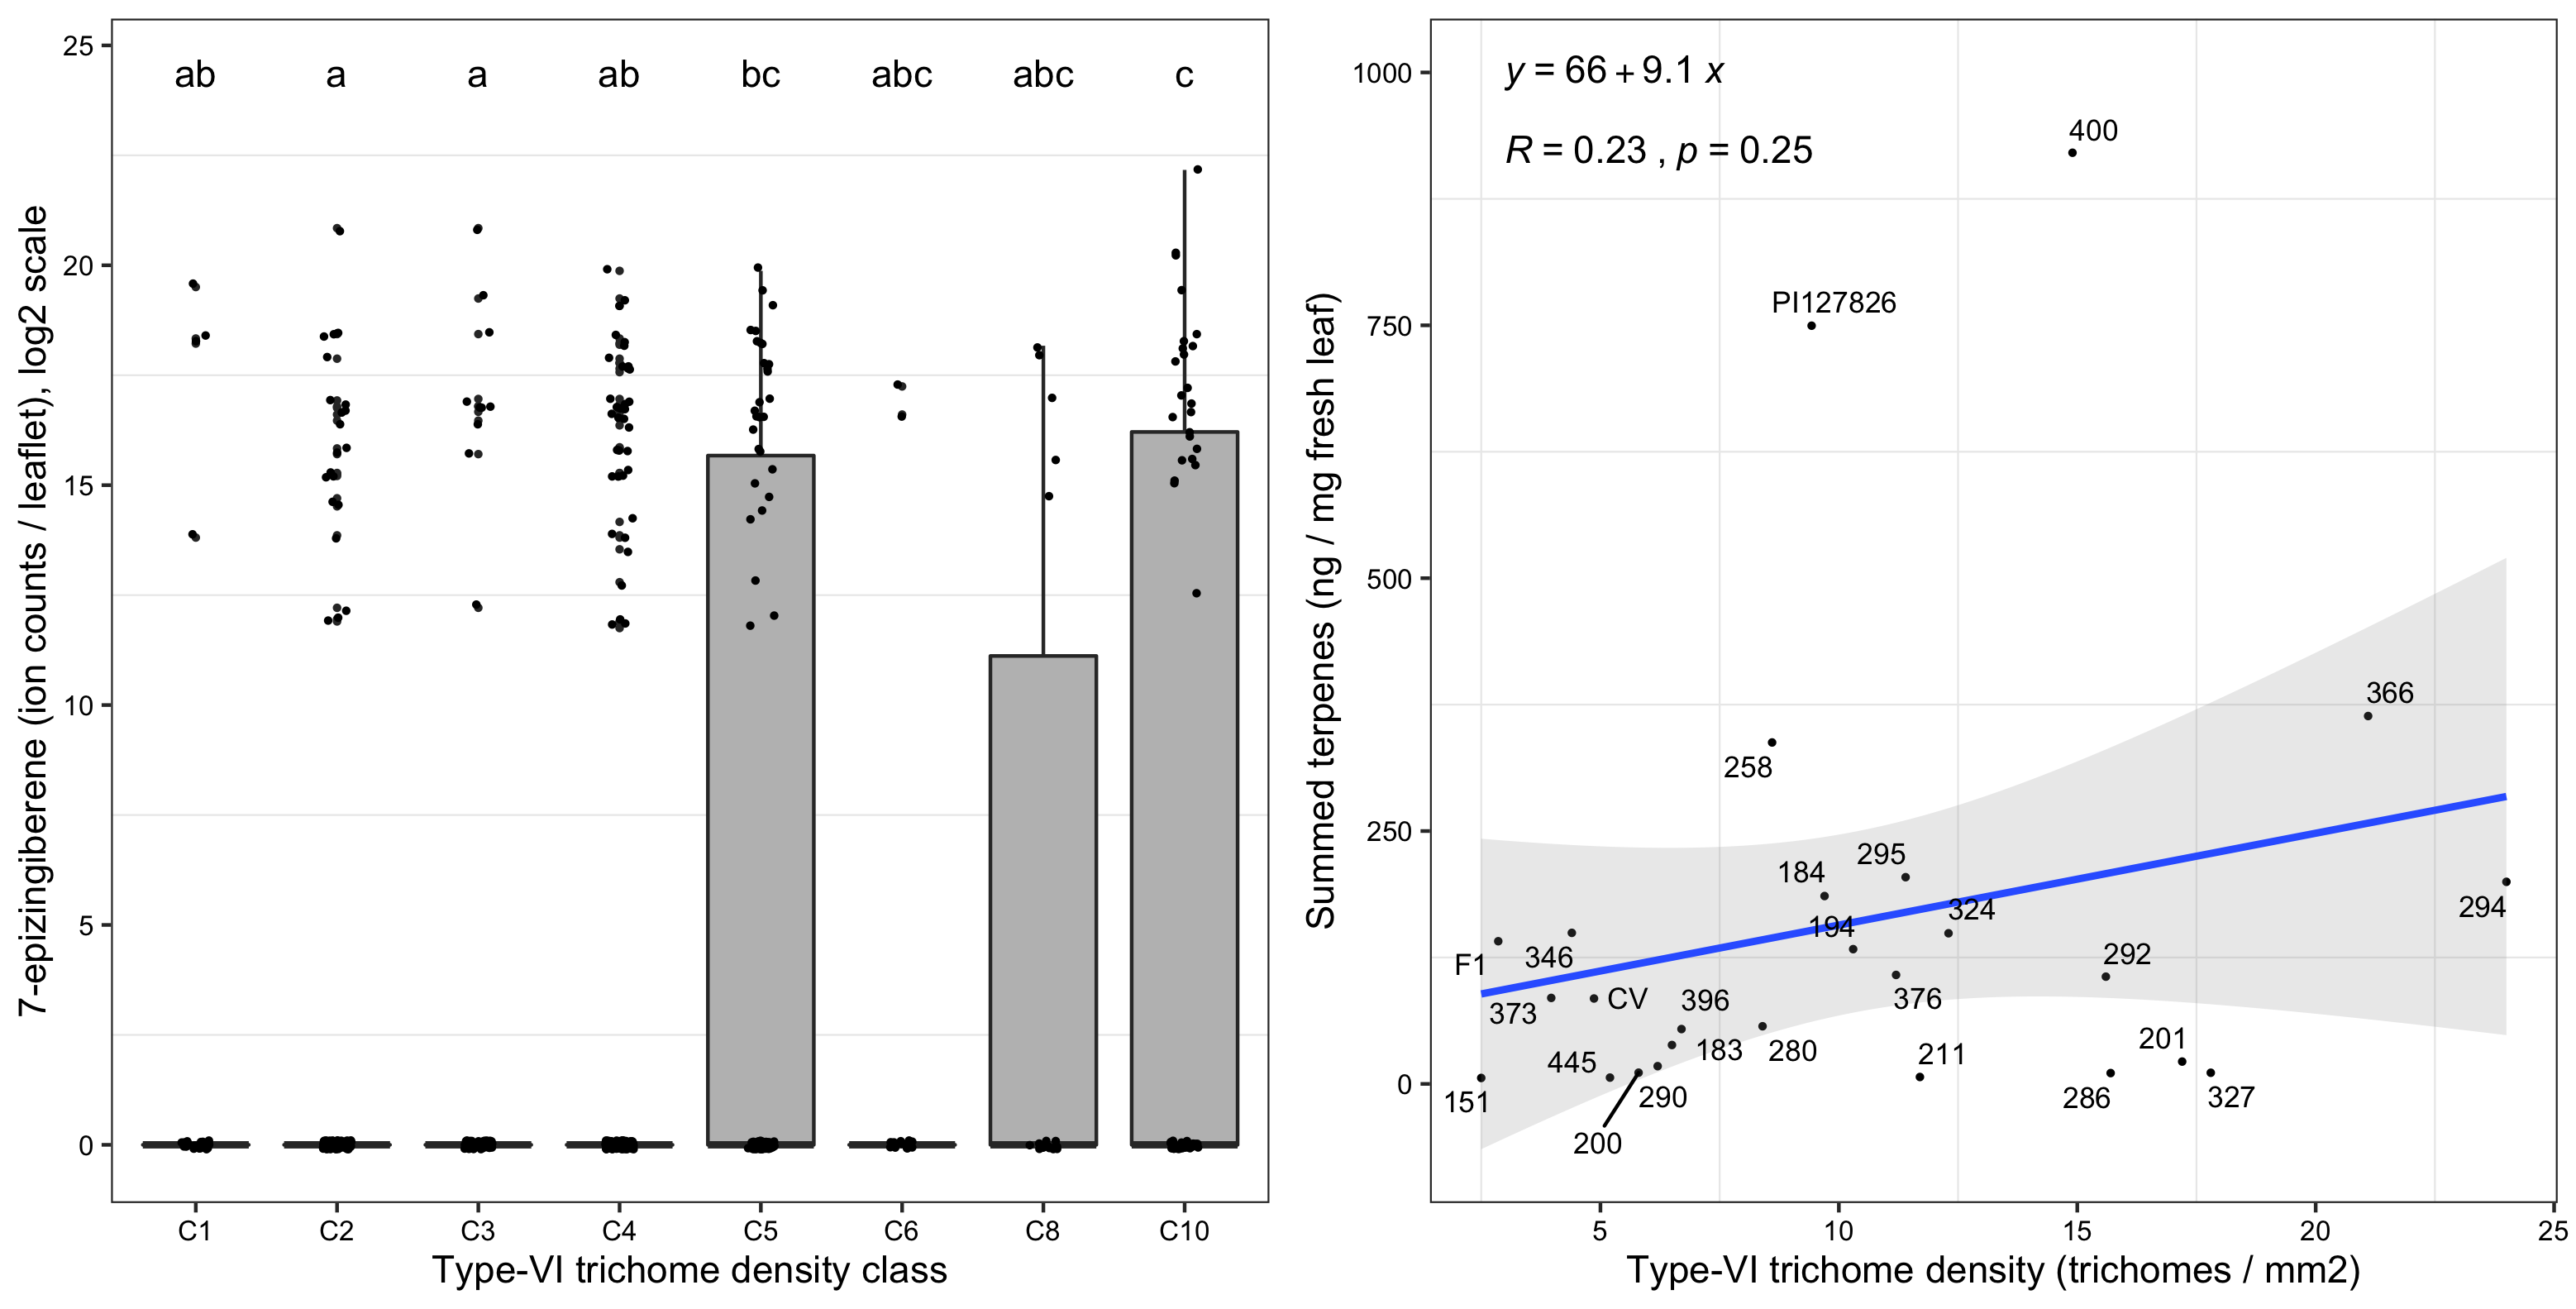 25
20
15
10
5
0
ab a a ab bc abc abc c
C1 C2 C3 C4 C5 C6 C8 C10
Type-VI trichome density class
7-epizingiberene (ion counts / leaflet), log2 scale
1000
750
500
250
0
y = 66 + 9.1 x
R = 0.23 , p = 0.25
400
PI127826
366
258
295
184
324
194
294
F1
346
292
373
CV
396
376
201
445
183
280
211
151
290
286
327
200
5 10 15 20 25
Type-VI trichome density (trichomes / mm2)
Summed terpenes (ng / mg fresh leaf)